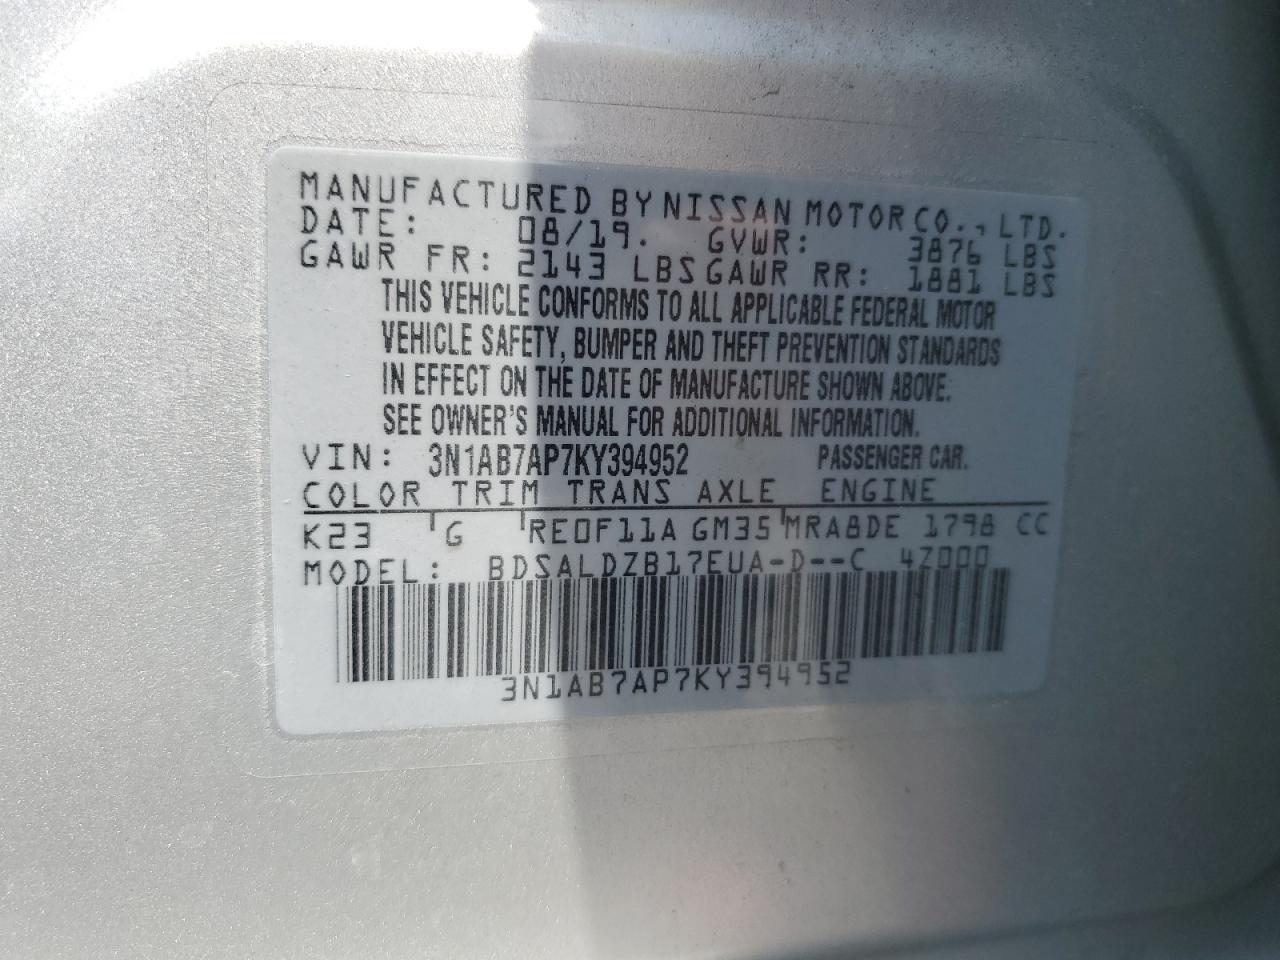 MANUFACTURED BY NISSAN MOTOR CO., LTD.
DATE: 08/19. GVWR: 3876 LBS
GAWR FR: 2143 LBS GAWR RR: 1881 LBS
THIS VEHICLE CONFORMS TO ALL APPLICABLE FEDERAL MOTOR
VEHICLE SAFETY, BUMPER AND THEFT PREVENTION STANDARDS
IN EFFECT ON THE DATE OF MANUFACTURE SHOWN ABOVE.
SEE OWNER'S MANUAL FOR ADDITIONAL INFORMATION.
VIN: 3N1AB7AP7KY394952 PASSENGER CAR.
COLOR TRIM TRANS AXLE ENGINE
K23 G RE0F11A GM35 MRA8DE 1798 CC
MODEL: BDSALDZB17EUA-D--C 4Z000
3N1AB7AP7KY394952